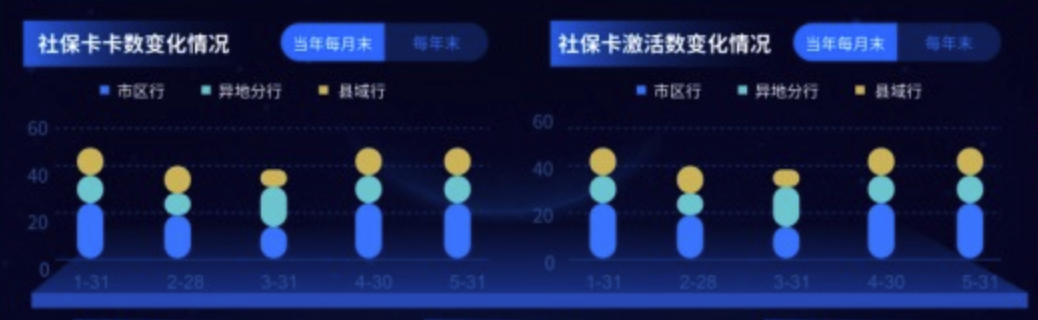 社保卡卡数变化情况
当年每月末 每年末
市区行 异地分行 县域行
60
40
20
0
1-31 2-28 3-31 4-30 5-31
社保卡激活数变化情况
当年每月末 每年末
市区行 异地分行 县域行
60
40
20
0
1-31 2-28 3-31 4-30 5-31